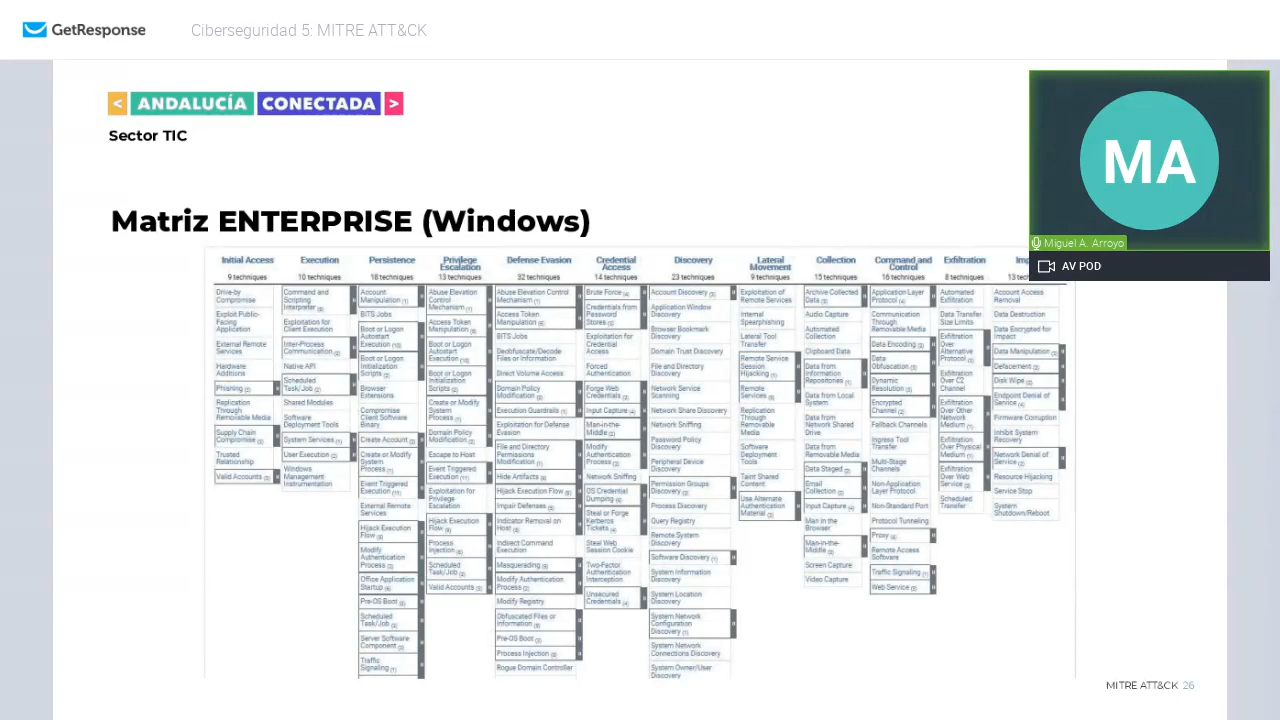 GetResponse
Ciberseguridad 5: MITRE ATT&CK
< ANDALUCÍA CONECTADA >
Sector TIC
MA
Miguel A. Arroyo
AV POD
Matriz ENTERPRISE (Windows)
Initial Access
9 techniques
Drive-by
Compromise
Exploit Public-
Facing
Application
External Remote
Services
Hardware
Additions
Phishing
Replication
Through
Removable Media
Supply Chain
Compromise
Trusted
Relationship
Valid Accounts
Execution
10 techniques
Command and
Scripting
Interpreter
Exploitation for
Client Execution
Inter-Process
Communication
Native API
Scheduled
Task/Job
Shared Modules
Software
Deployment Tools
System Services
User Execution
Windows
Management
Instrumentation
Persistence
18 techniques
Account
Manipulation
BITS Jobs
Boot or Logon
Autostart
Execution
Boot or Logon
Initialization
Scripts
Browser
Extensions
Compromise
Client Software
Binary
Create Account
Create or Modify
System
Process
Event Triggered
Execution
External Remote
Services
Hijack Execution
Flow
Modify
Authentication
Process
Office Application
Startup
Pre-OS Boot
Scheduled
Task/Job
Server Software
Component
Traffic
Signaling
Privilege
Escalation
13 techniques
Abuse Elevation
Control
Mechanism
Access Token
Manipulation
Boot or Logon
Autostart
Execution
Boot or Logon
Initialization
Scripts
Create or Modify
System
Process
Domain Policy
Modification
Escape to Host
Event Triggered
Execution
Exploitation for
Privilege
Escalation
Hijack Execution
Flow
Process
Injection
Scheduled
Task/Job
Valid Accounts
Defense Evasion
32 techniques
Abuse Elevation Control
Mechanism
Access Token
Manipulation
BITS Jobs
Deobfuscate/Decode
Files or Information
Direct Volume Access
Domain Policy
Modification
Execution Guardrails
Exploitation for Defense
Evasion
File and Directory
Permissions
Modification
Hide Artifacts
Hijack Execution Flow
Impair Defenses
Indicator Removal on
Host
Indirect Command
Execution
Masquerading
Modify Authentication
Process
Modify Registry
Obfuscated Files or
Information
Pre-OS Boot
Process Injection
Rogue Domain Controller
Credential
Access
14 techniques
Brute Force
Credentials from
Password
Stores
Exploitation for
Credential
Access
Forced
Authentication
Forge Web
Credentials
Input Capture
Man-in-the-
Middle
Modify
Authentication
Process
Network Sniffing
OS Credential
Dumping
Steal or Forge
Kerberos
Tickets
Steal Web
Session Cookie
Two-Factor
Authentication
Interception
Unsecured
Credentials
Discovery
23 techniques
Account Discovery
Application Window
Discovery
Browser Bookmark
Discovery
Domain Trust Discovery
File and Directory
Discovery
Network Service
Scanning
Network Share Discovery
Network Sniffing
Password Policy
Discovery
Peripheral Device
Discovery
Permission Groups
Discovery
Process Discovery
Query Registry
Remote System
Discovery
Software Discovery
System Information
Discovery
System Location
Discovery
System Network
Configuration
Discovery
System Network
Connections Discovery
System Owner/User
Discovery
Lateral
Movement
9 techniques
Exploitation of
Remote Services
Internal
Spearphishing
Lateral Tool
Transfer
Remote Service
Session
Hijacking
Remote
Services
Replication
Through
Removable
Media
Software
Deployment
Tools
Taint Shared
Content
Use Alternate
Authentication
Material
Collection
15 techniques
Archive Collected
Data
Audio Capture
Automated
Collection
Clipboard Data
Data from
Information
Repositories
Data from Local
System
Data from
Network Shared
Drive
Data from
Removable Media
Data Staged
Email
Collection
Input Capture
Man in the
Browser
Man-in-the-
Middle
Screen Capture
Video Capture
Command and
Control
16 techniques
Application Layer
Protocol
Communication
Through
Removable Media
Data Encoding
Data
Obfuscation
Dynamic
Resolution
Encrypted
Channel
Fallback Channels
Ingress Tool
Transfer
Multi-Stage
Channels
Non-Application
Layer Protocol
Non-Standard Port
Protocol Tunneling
Proxy
Remote Access
Software
Traffic Signaling
Web Service
Exfiltration
8 techniques
Automated
Exfiltration
Data Transfer
Size Limits
Exfiltration
Over
Alternative
Protocol
Exfiltration
Over C2
Channel
Exfiltration
Over Other
Network
Medium
Exfiltration
Over Physical
Medium
Exfiltration
Over Web
Service
Scheduled
Transfer
Account Access
Removal
Data Destruction
Data Encrypted for
Impact
Data Manipulation
Defacement
Disk Wipe
Endpoint Denial of
Service
Firmware Corruption
Inhibit System
Recovery
Network Denial of
Service
Resource Hijacking
Service Stop
System
Shutdown/Reboot
MITRE ATT&CK 26